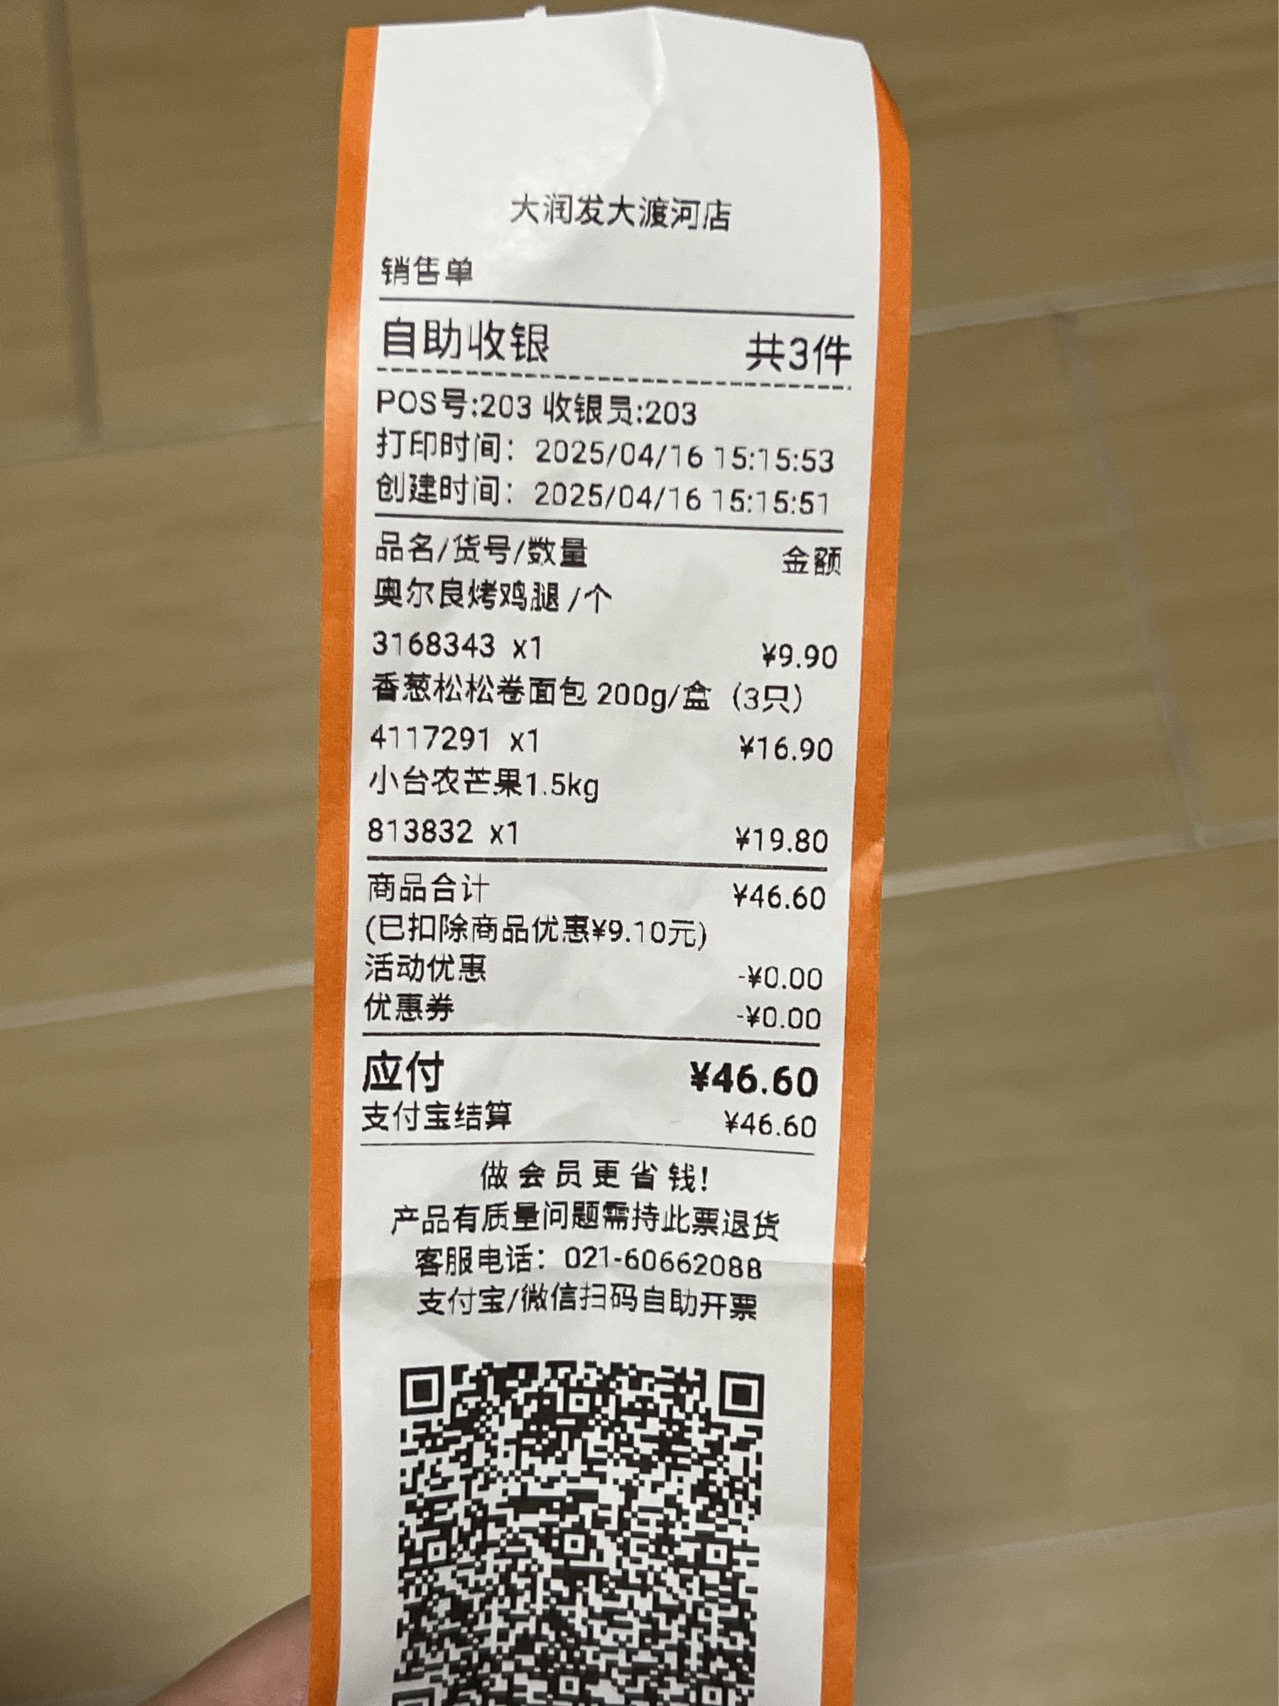 大润发大渡河店
销售单
自助收银 共3件
POS号:203 收银员:203
打印时间：2025/04/16 15:15:53
创建时间：2025/04/16 15:15:51
品名/货号/数量 金额
奥尔良烤鸡腿 /个
3168343 x1 ¥9.90
香葱松松卷面包 200g/盒（3只）
4117291 x1 ¥16.90
小台农芒果1.5kg
813832 x1 ¥19.80
商品合计 ¥46.60
(已扣除商品优惠¥9.10元)
活动优惠 -¥0.00
优惠券 -¥0.00
应付 ¥46.60
支付宝结算 ¥46.60
做会员更省钱!
产品有质量问题需持此票退货
客服电话：021-60662088
支付宝/微信扫码自助开票